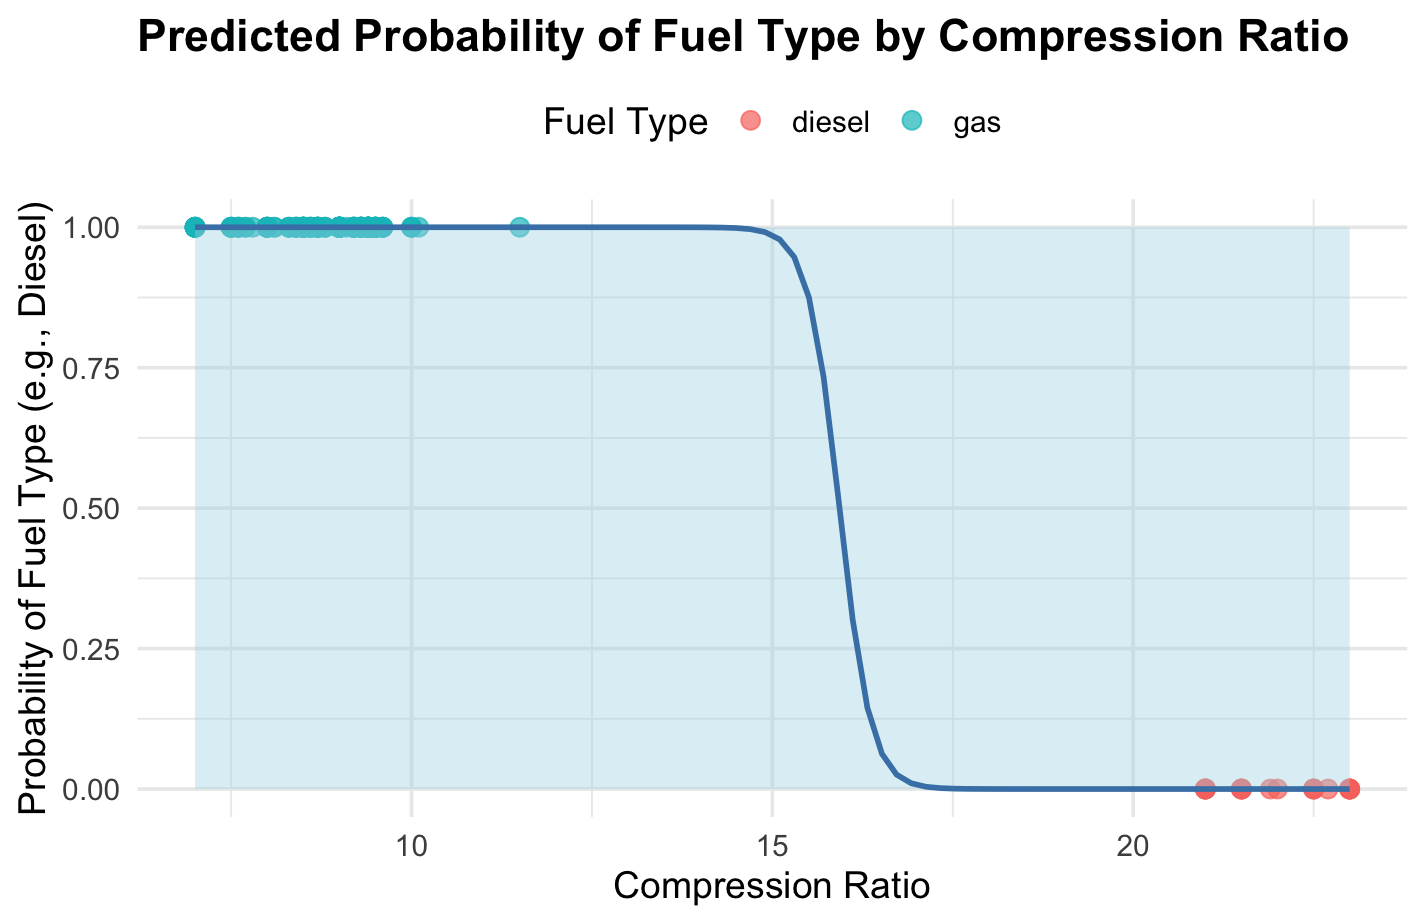 Predicted Probability of Fuel Type by Compression Ratio
Fuel Type diesel gas
Probability of Fuel Type (e.g., Diesel)
1.00
0.75
0.50
0.25
0.00
10 15 20
Compression Ratio